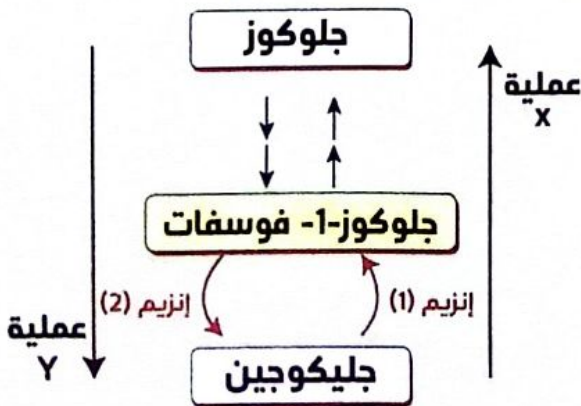 جلوكوز
عملية
X
جلوكوز-1- فوسفات
إنزيم (2)
إنزيم (1)
عملية
Y
جليكوجين